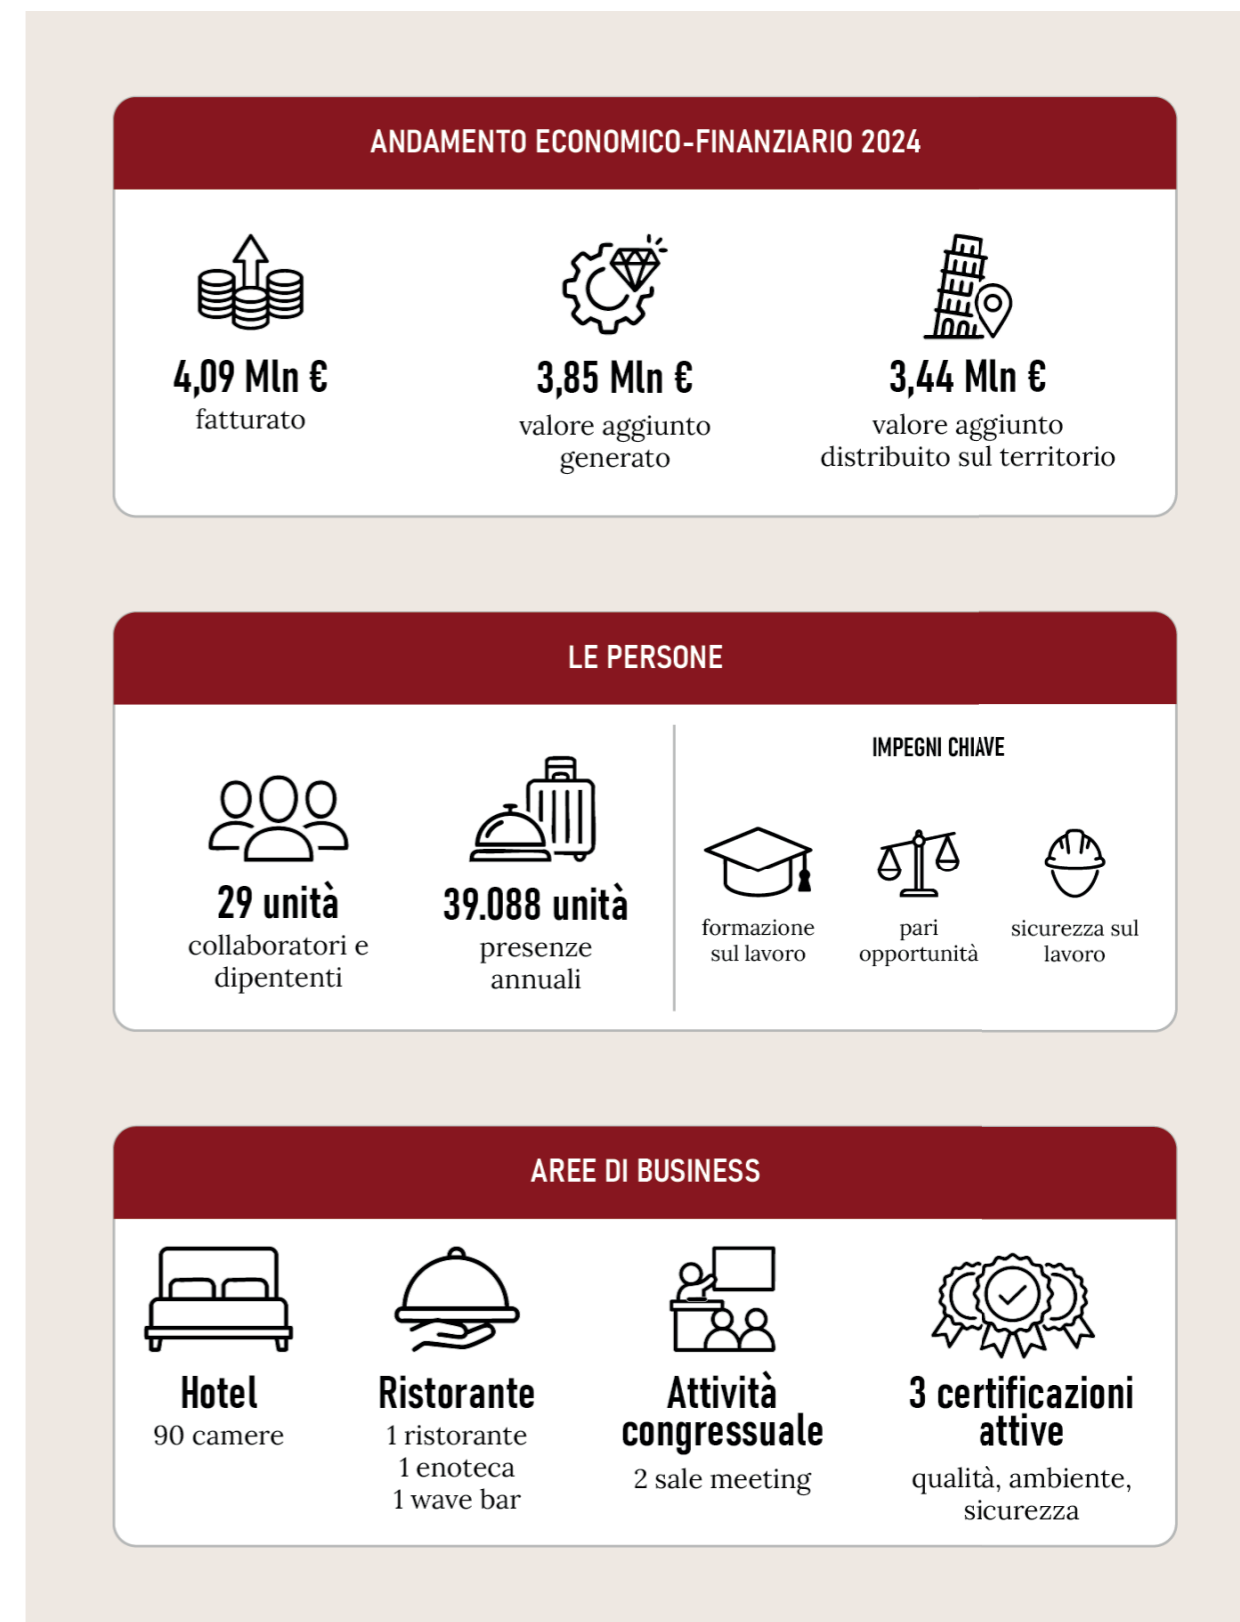 ANDAMENTO ECONOMICO-FINANZIARIO 2024
4,09 Mln €
fatturato
3,85 Mln €
valore aggiunto
generato
3,44 Mln €
valore aggiunto
distribuito sul territorio
LE PERSONE
29 unità
collaboratori e
dipententi
39.088 unità
presenze
annuali
IMPEGNI CHIAVE
formazione
sul lavoro
pari
opportunità
sicurezza sul
lavoro
AREE DI BUSINESS
Hotel
90 camere
Ristorante
1 ristorante
1 enoteca
1 wave bar
Attività
congressuale
2 sale meeting
3 certificazioni
attive
qualità, ambiente,
sicurezza